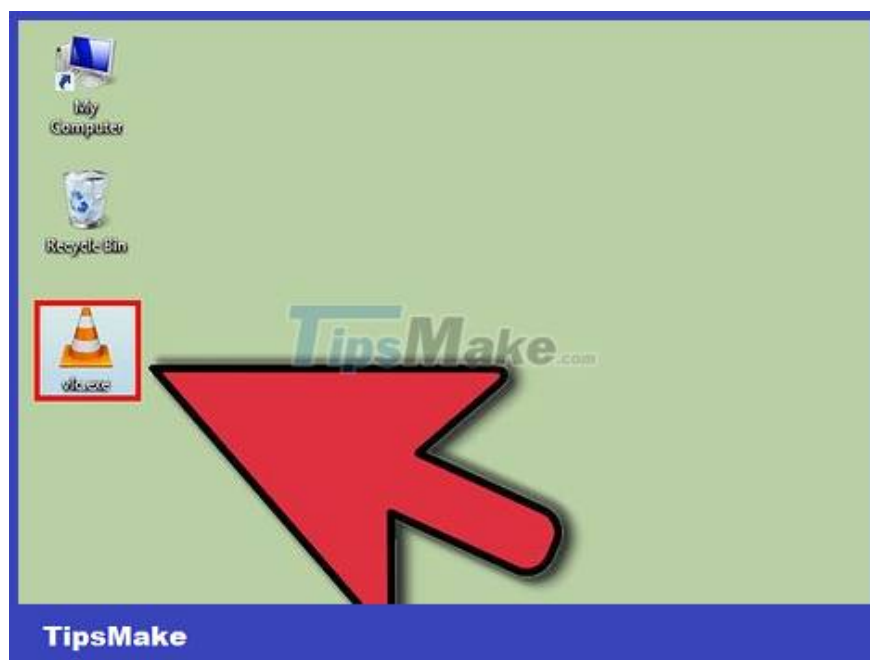 My
Computer
Recycle Bin
vlc.exe
TipsMake.com
TipsMake